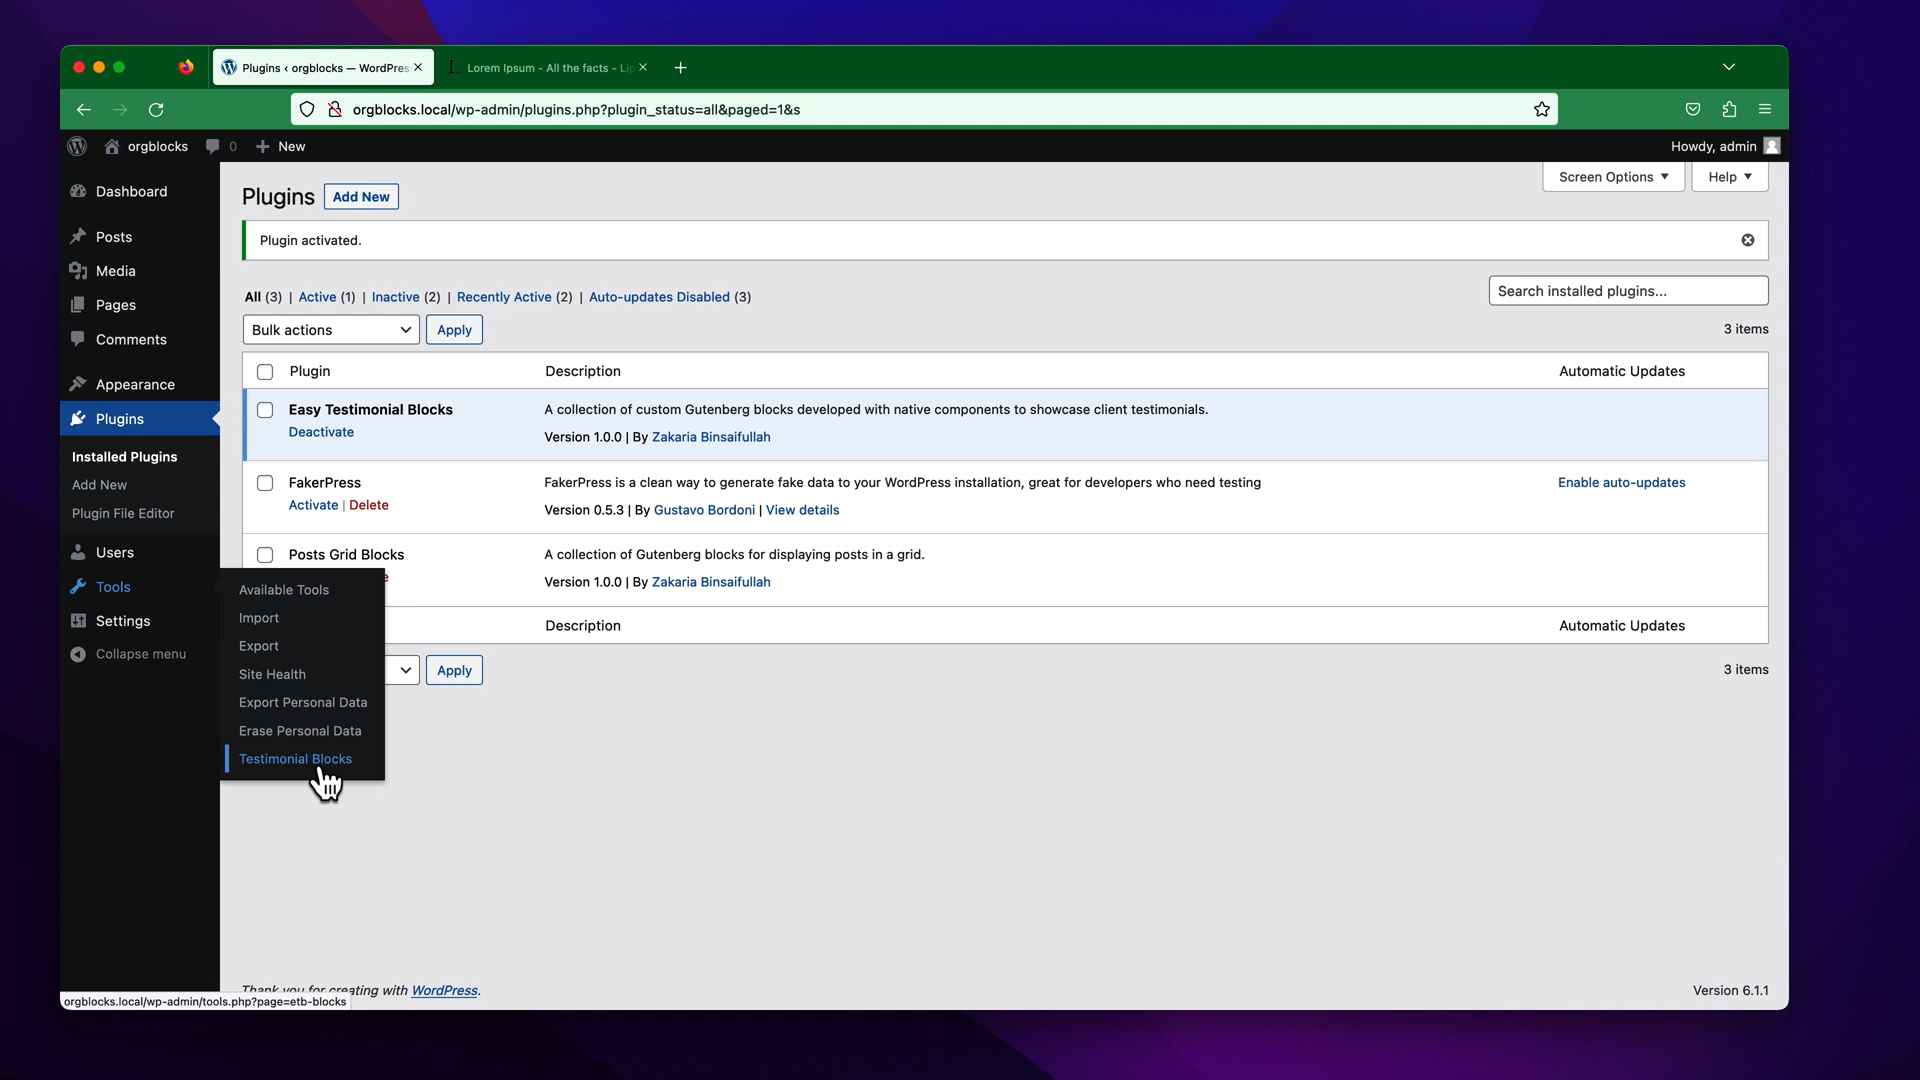 Plugins ‹ orgblocks — WordPres
Lorem Ipsum - All the facts - Lip
orgblocks.local/wp-admin/plugins.php?plugin_status=all&paged=1&s
orgblocks
0
New
Howdy, admin
Dashboard
Posts
Media
Pages
Comments
Appearance
Plugins
Installed Plugins
Add New
Plugin File Editor
Users
Tools
Settings
Collapse menu
Available Tools
Import
Export
Site Health
Export Personal Data
Erase Personal Data
Testimonial Blocks
Screen Options
Help
Plugins
Add New
Plugin activated.
All (3) | Active (1) | Inactive (2) | Recently Active (2) | Auto-updates Disabled (3)
Search installed plugins...
Bulk actions
Apply
3 items
Plugin
Description
Automatic Updates
Easy Testimonial Blocks
Deactivate
A collection of custom Gutenberg blocks developed with native components to showcase client testimonials.
Version 1.0.0 | By Zakaria Binsaifullah
FakerPress
Activate | Delete
FakerPress is a clean way to generate fake data to your WordPress installation, great for developers who need testing
Version 0.5.3 | By Gustavo Bordoni | View details
Enable auto-updates
Posts Grid Blocks
A collection of Gutenberg blocks for displaying posts in a grid.
Version 1.0.0 | By Zakaria Binsaifullah
Description
Automatic Updates
Apply
3 items
Thank you for creating with WordPress.
Version 6.1.1
orgblocks.local/wp-admin/tools.php?page=etb-blocks